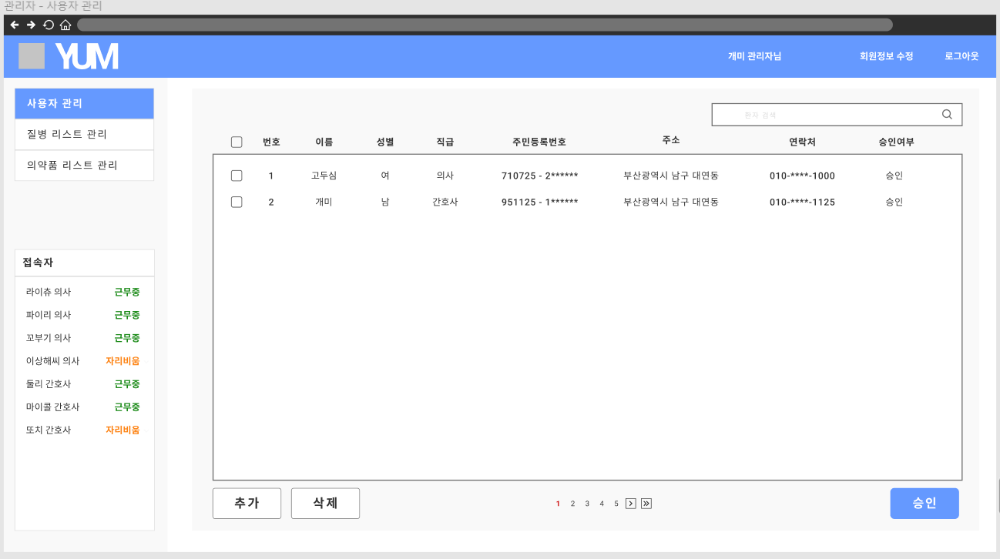 관리자 - 사용자 관리
YUM
개미 관리자님 회원정보 수정 로그아웃
사용자 관리
질병 리스트 관리
의약품 리스트 관리
접속자
라이츄 의사 근무중
파이리 의사 근무중
꼬부기 의사 근무중
이상해씨 의사 자리비움
둘리 간호사 근무중
마이콜 간호사 근무중
또치 간호사 자리비움
환자 검색
번호 이름 성별 직급 주민등록번호 주소 연락처 승인여부
1 고두심 여 의사 710725 - 2****** 부산광역시 남구 대연동 010-****-1000 승인
2 개미 남 간호사 951125 - 1****** 부산광역시 남구 대연동 010-****-1125 승인
추가 삭제 1 2 3 4 5 승인